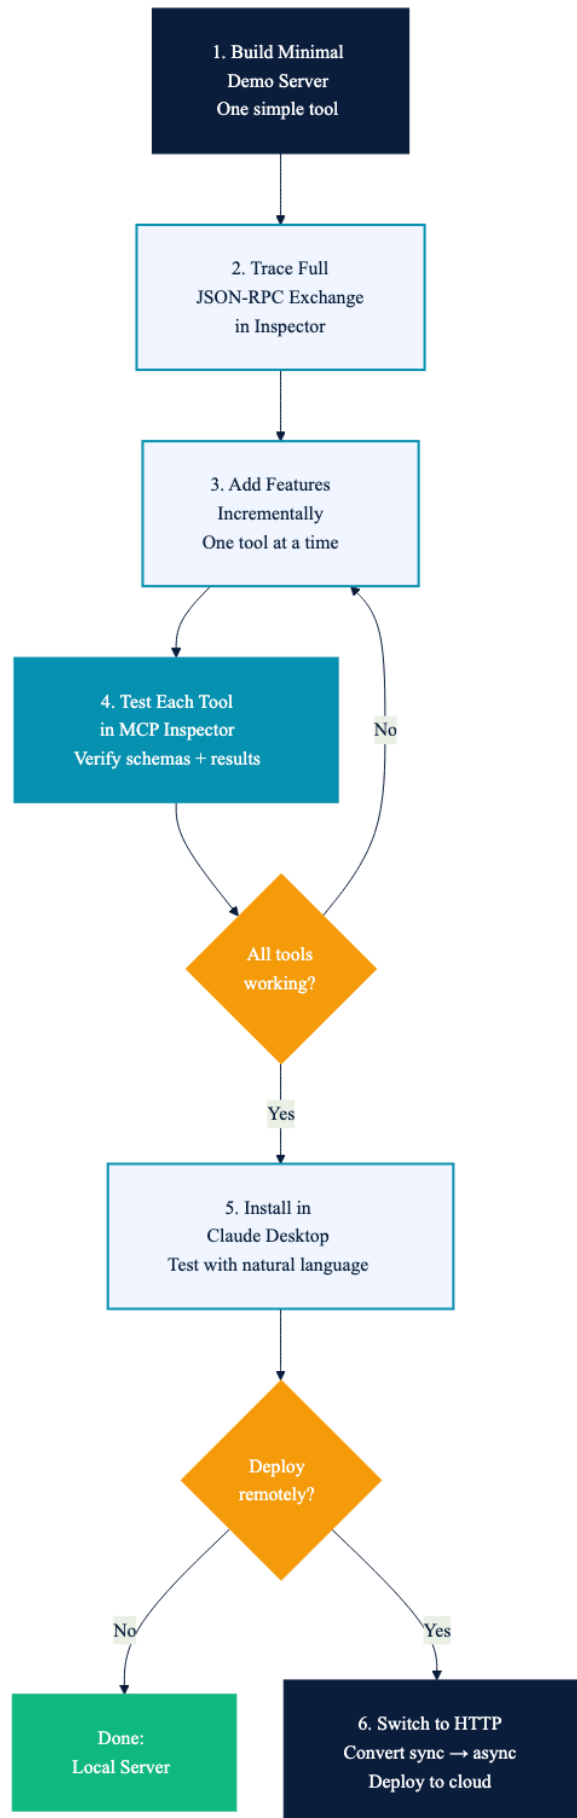 1. Build Minimal
Demo Server
One simple tool
2. Trace Full
JSON-RPC Exchange
in Inspector
3. Add Features
Incrementally
One tool at a time
4. Test Each Tool
in MCP Inspector
Verify schemas + results
No
All tools
working?
Yes
5. Install in
Claude Desktop
Test with natural language
Deploy
remotely?
No
Yes
Done:
Local Server
6. Switch to HTTP
Convert sync → async
Deploy to cloud